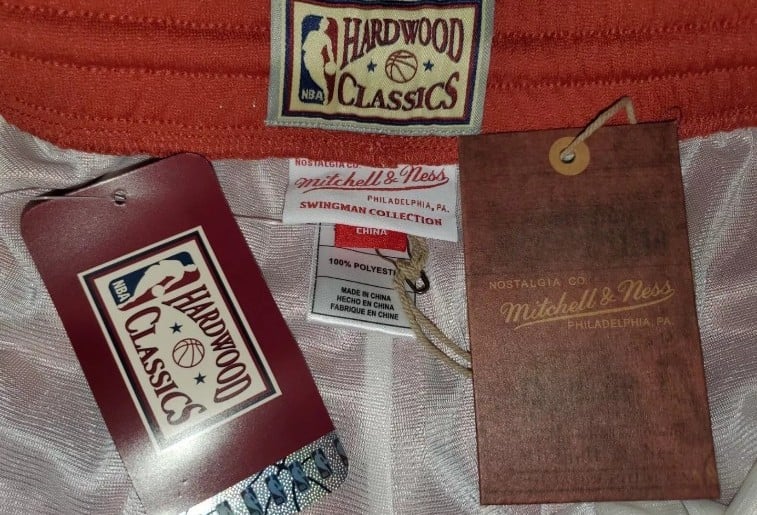 NBA
HARDWOOD
CLASSICS
NOSTALGIA CO.
Mitchell & Ness
PHILADELPHIA, PA.
SWINGMAN COLLECTION
CHINA
100%
MADE IN CHINA
HECHO EN CHINA
FABRIQUE EN CHINE
NBA
HARDWOOD
CLASSICS
NOSTALGIA CO.
Mitchell & Ness
PHILADELPHIA, PA.